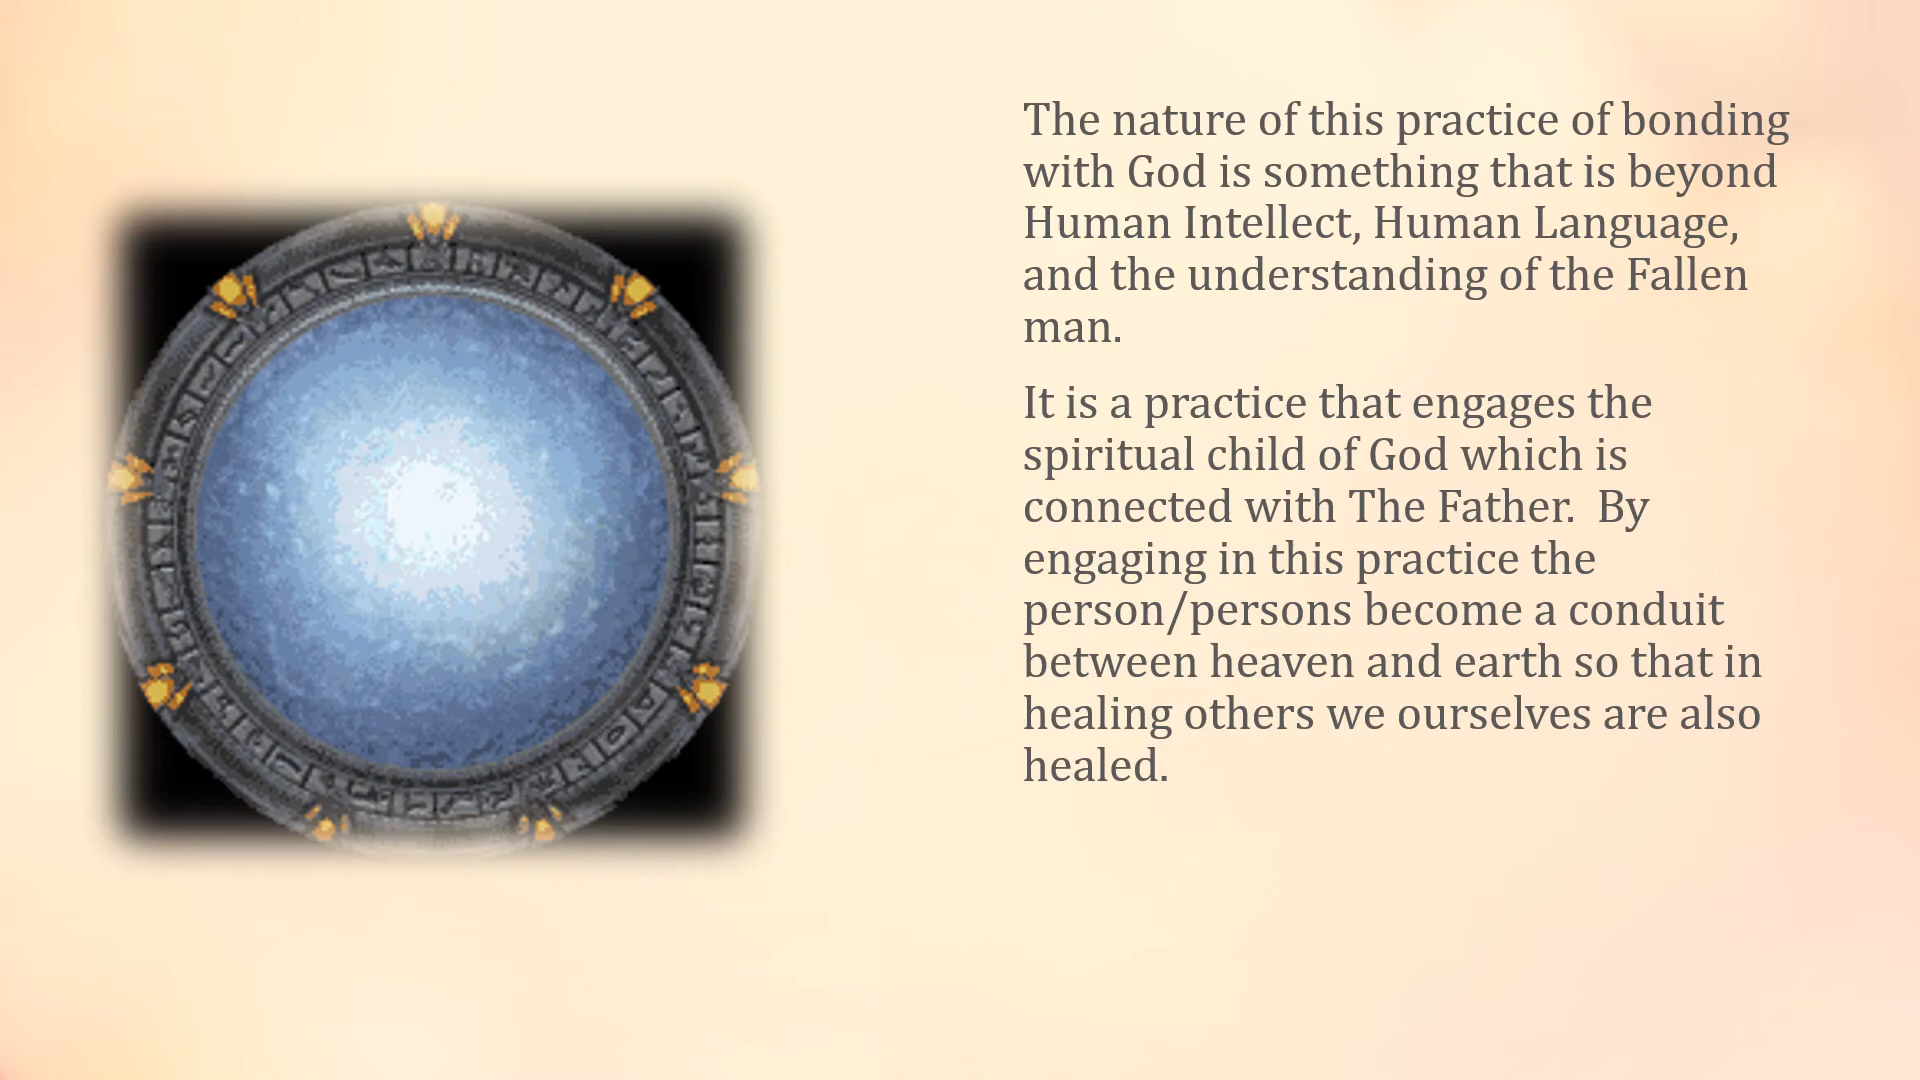 The nature of this practice of bonding
with God is something that is beyond
Human Intellect, Human Language,
and the understanding of the Fallen
man.
It is a practice that engages the
spiritual child of God which is
connected with The Father.  By
engaging in this practice the
person/persons become a conduit
between heaven and earth so that in
healing others we ourselves are also
healed.